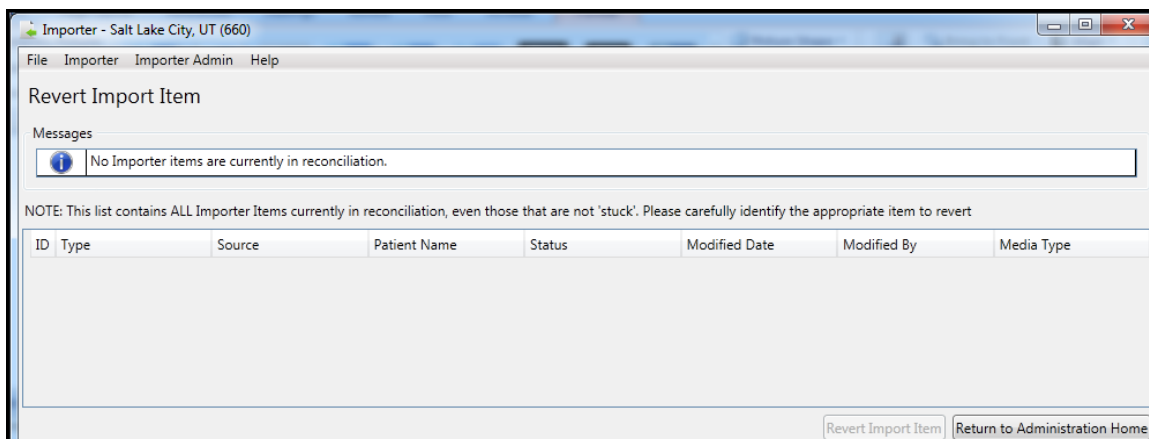 Importer - Salt Lake City, UT (660)
File Importer Importer Admin Help
Revert Import Item
Messages
No Importer items are currently in reconciliation.
NOTE: This list contains ALL Importer Items currently in reconciliation, even those that are not 'stuck'. Please carefully identify the appropriate item to revert
ID Type Source Patient Name Status Modified Date Modified By Media Type
Revert Import Item Return to Administration Home